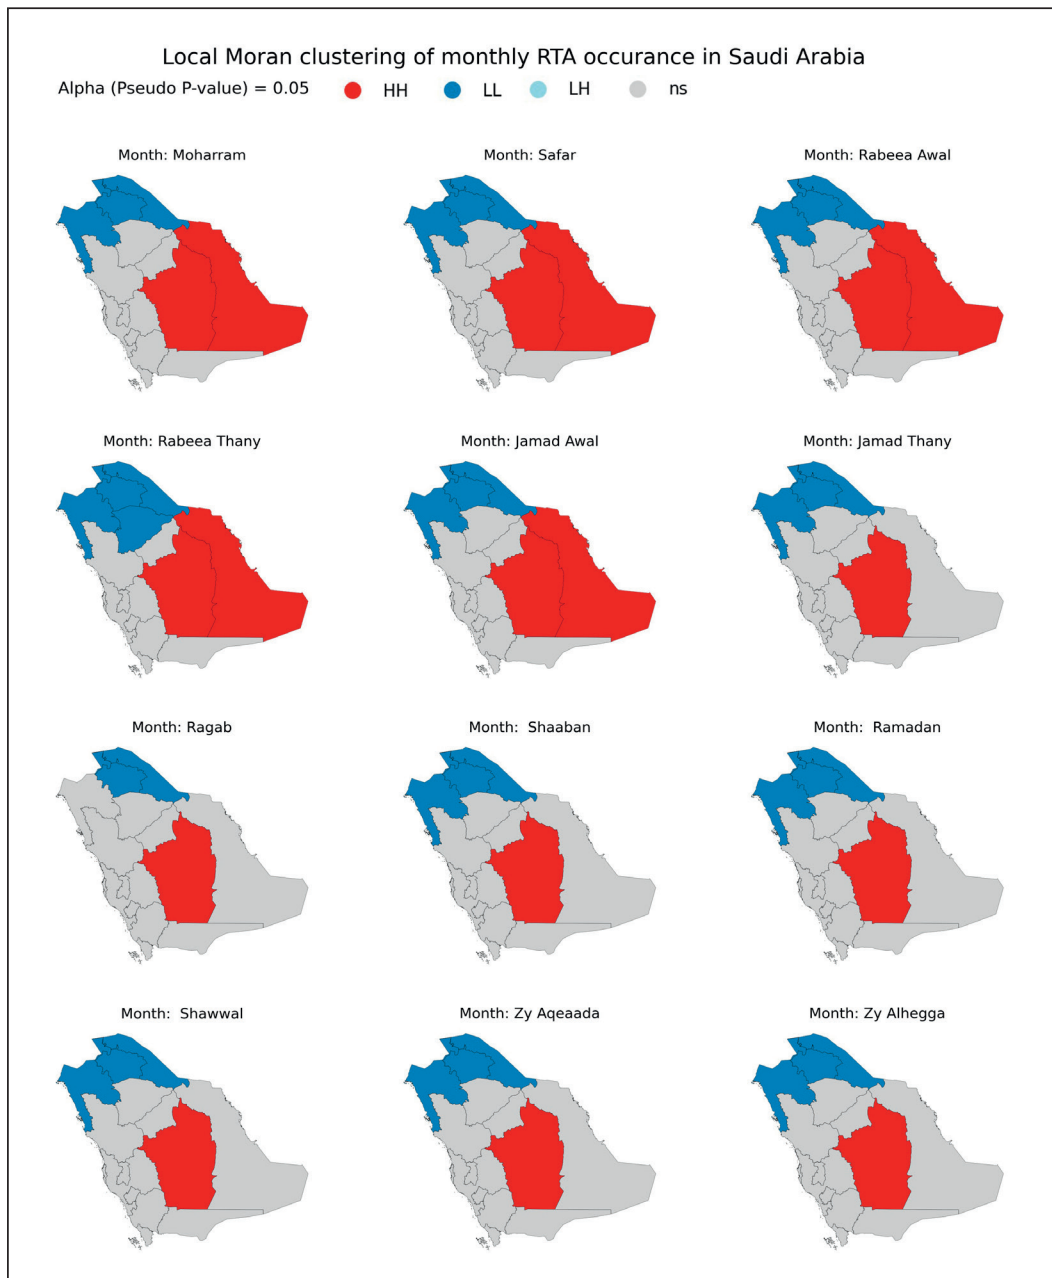 Local Moran clustering of monthly RTA occurance in Saudi Arabia
Alpha (Pseudo P-value) = 0.05 HH LL LH ns
Month: Moharram
Month: Safar
Month: Rabeea Awal
Month: Rabeea Thany
Month: Jamad Awal
Month: Jamad Thany
Month: Ragab
Month:  Shaaban
Month:  Ramadan
Month:  Shawwal
Month: Zy Aqeaada
Month: Zy Alhegga